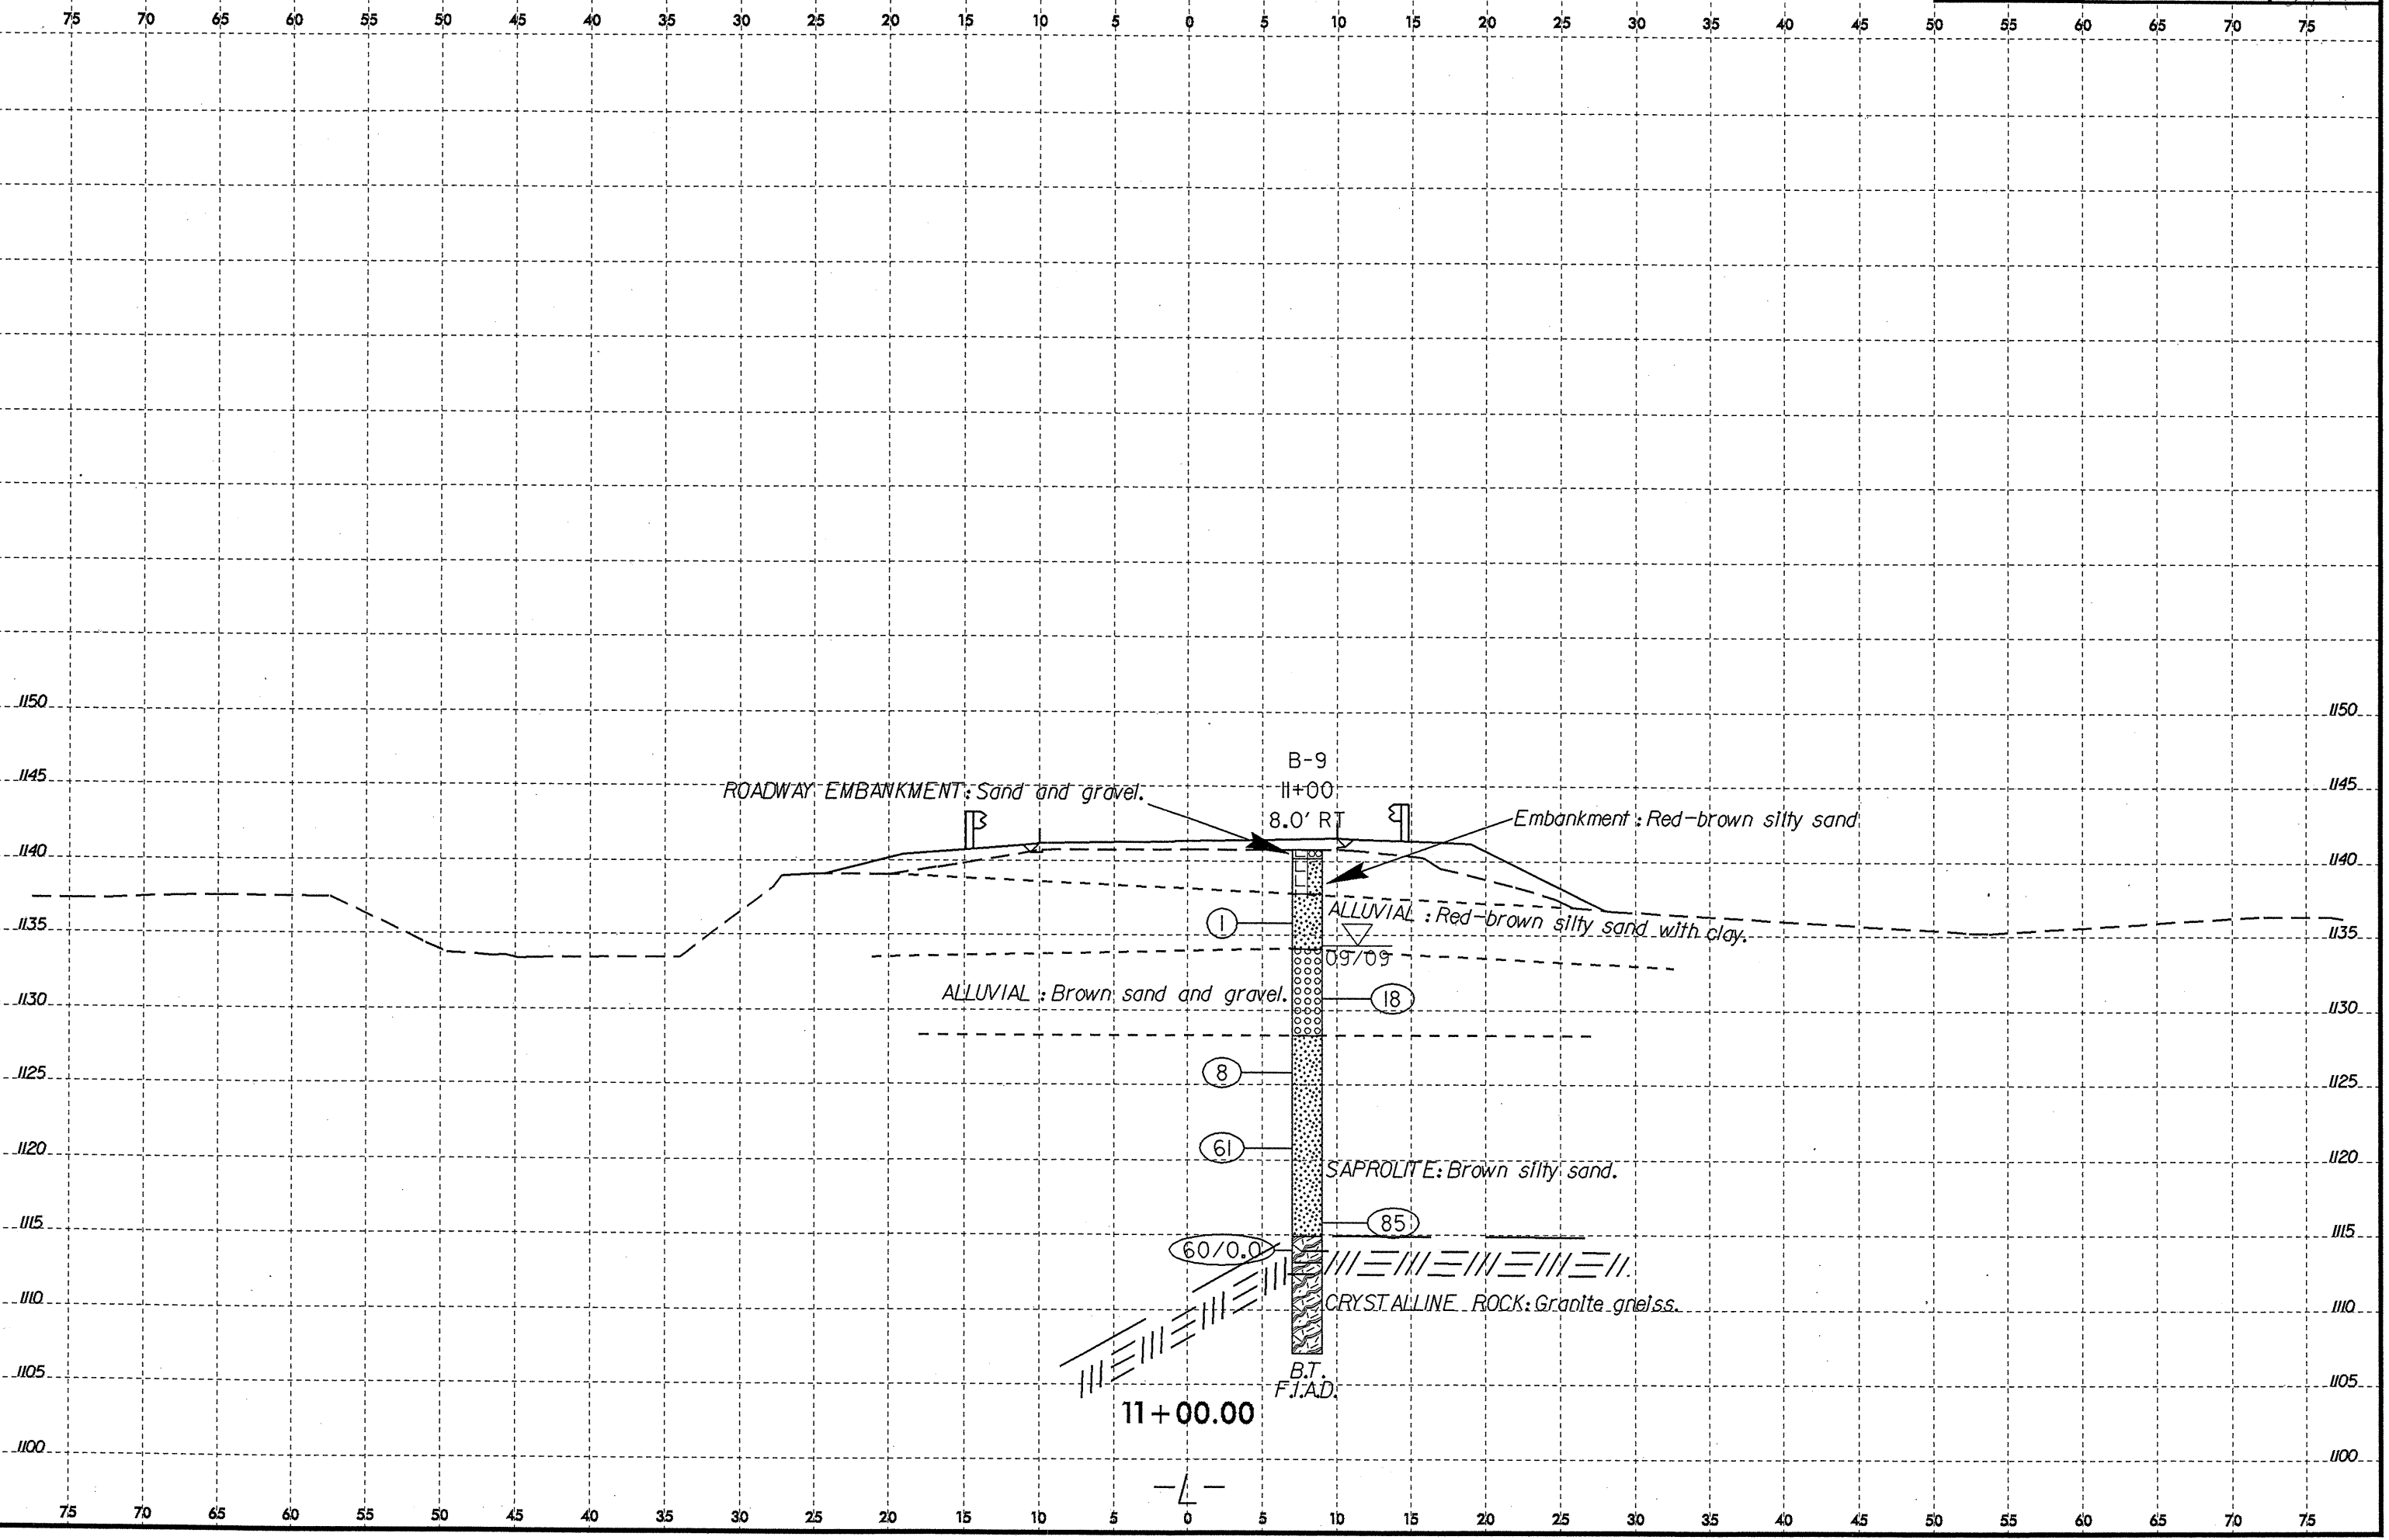 75 70 65 60 55 50 45 40 35 30 25 20 15 10 5 0 5 10 15 20 25 30 35 40 45 50 55 60 65 70 75
1150 1150
B-9
1145 1145
ROADWAY EMBANKMENT: Sand and gravel.
11+00
8.0' RT
Embankment: Red-brown silty sand
1140 1140
ALLUVIAL: Red-brown silty sand with clay.
1
1135 1135
09/09
ALLUVIAL: Brown sand and gravel.
18
1130 1130
8
1125 1125
61
1120 1120
SAPROLITE: Brown silty sand.
85
1115 1115
60/0.0
CRYSTALLINE ROCK: Granite gneiss.
1110 1110
B.T.
F.I.A.D.
1105 1105
11+00.00
1100 1100
-L-
75 70 65 60 55 50 45 40 35 30 25 20 15 10 5 0 5 10 15 20 25 30 35 40 45 50 55 60 65 70 75